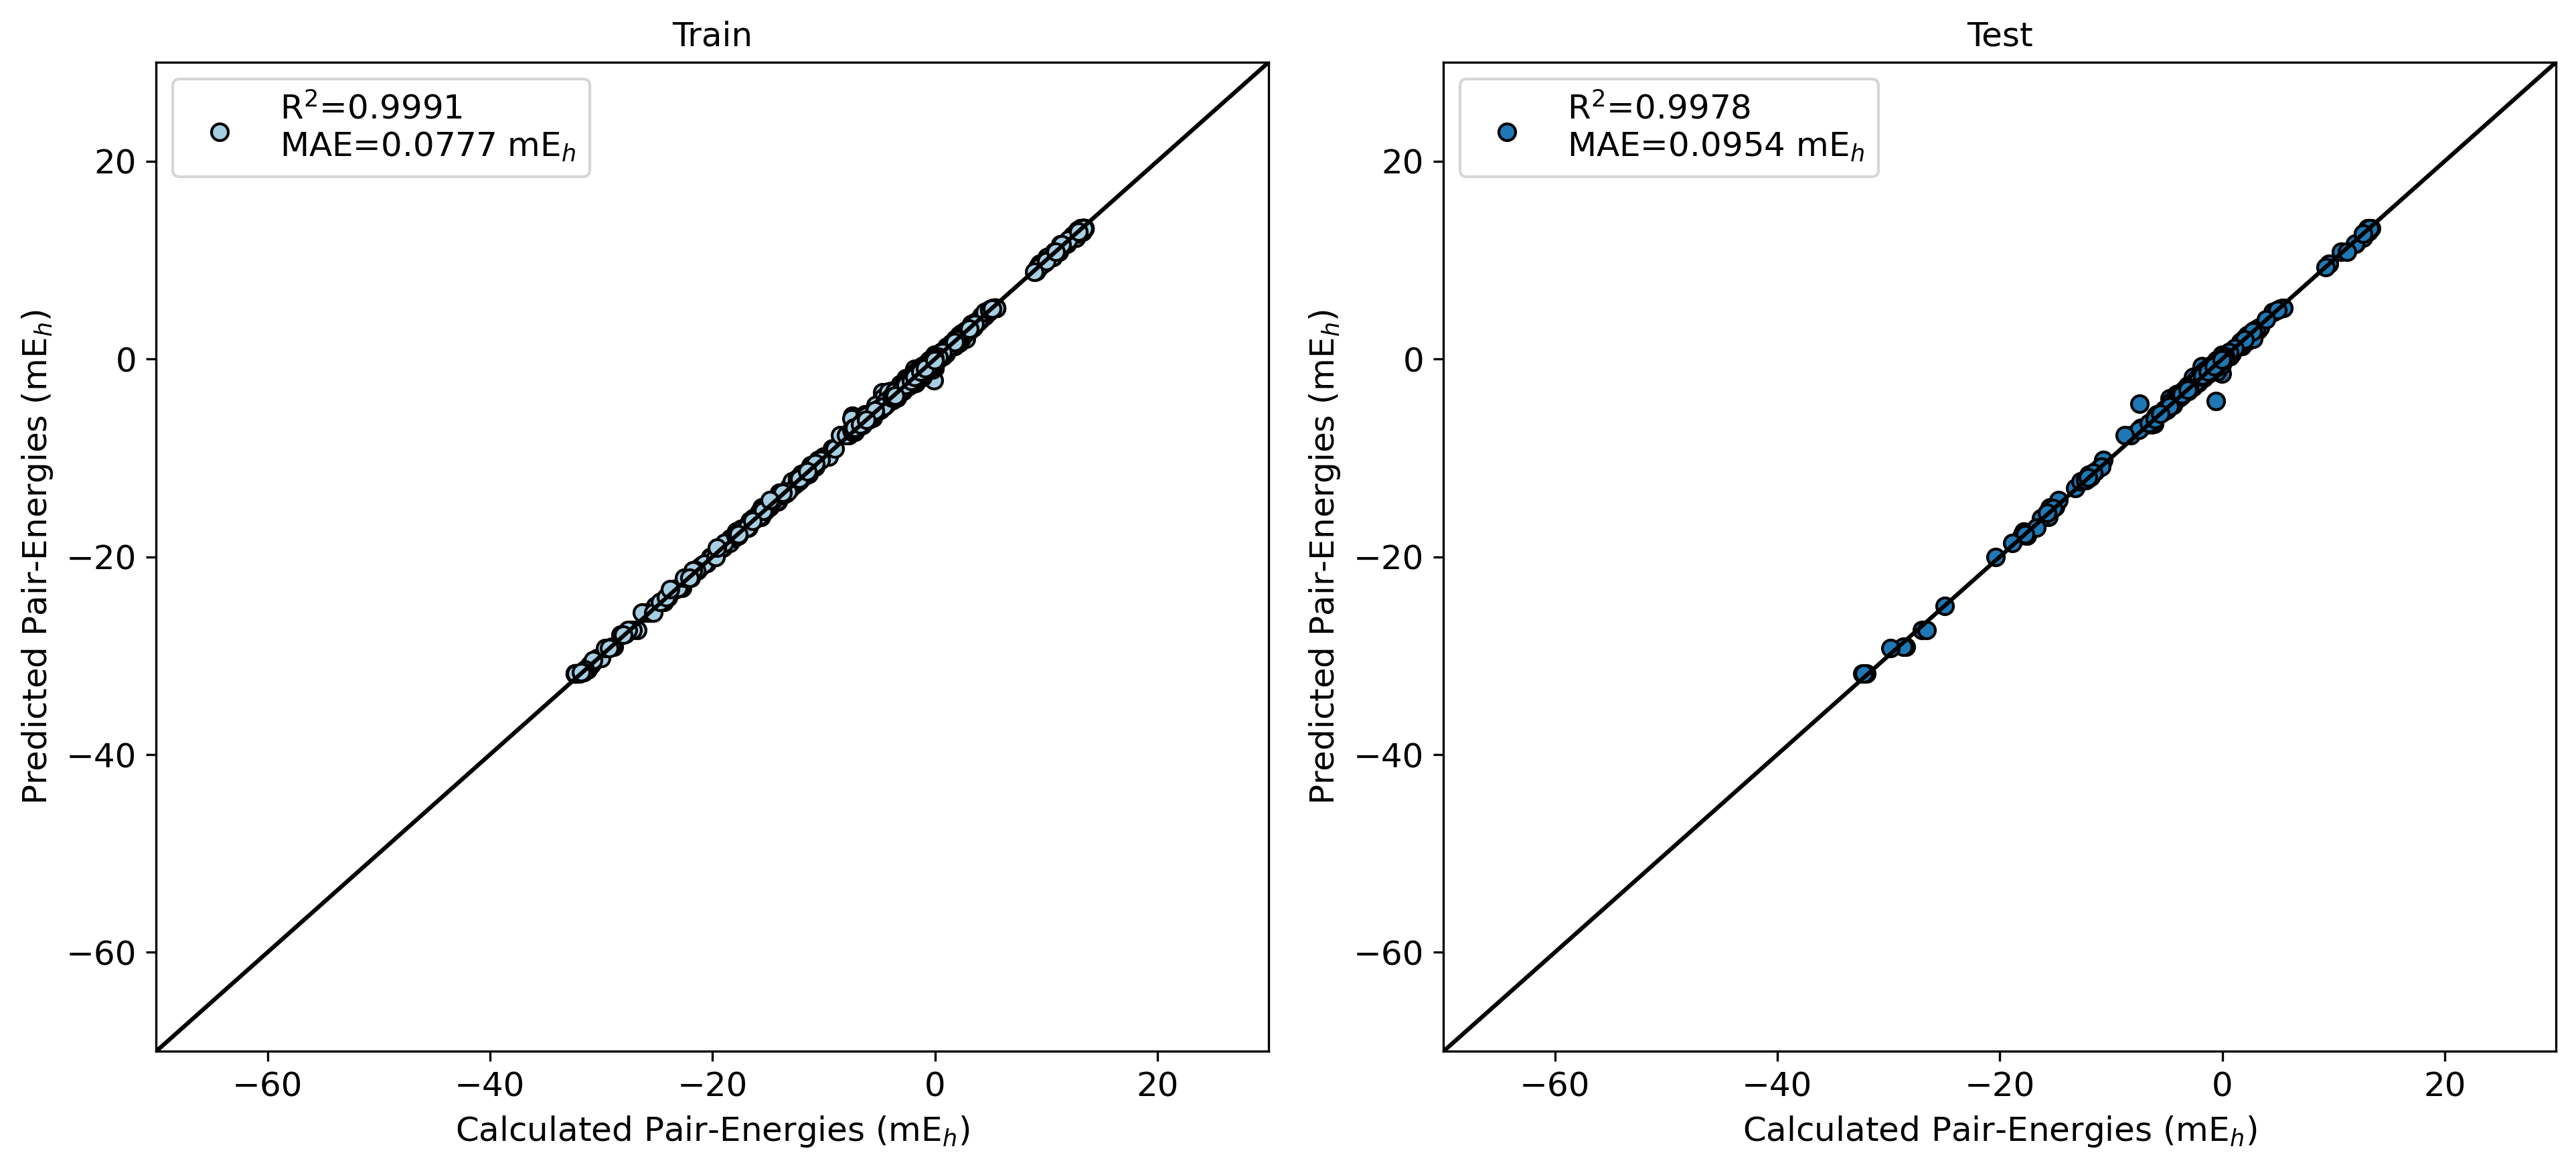 Train
R²=0.9991
MAE=0.0777 mEₕ
20
0
−20
−40
−60
Predicted Pair-Energies (mEₕ)
−60 −40 −20 0 20
Calculated Pair-Energies (mEₕ)
Test
R²=0.9978
MAE=0.0954 mEₕ
20
0
−20
−40
−60
Predicted Pair-Energies (mEₕ)
−60 −40 −20 0 20
Calculated Pair-Energies (mEₕ)